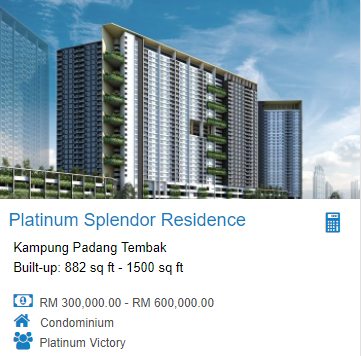 Platinum Splendor Residence
Kampung Padang Tembak
Built-up: 882 sq ft - 1500 sq ft
RM 300,000.00 - RM 600,000.00
Condominium
Platinum Victory